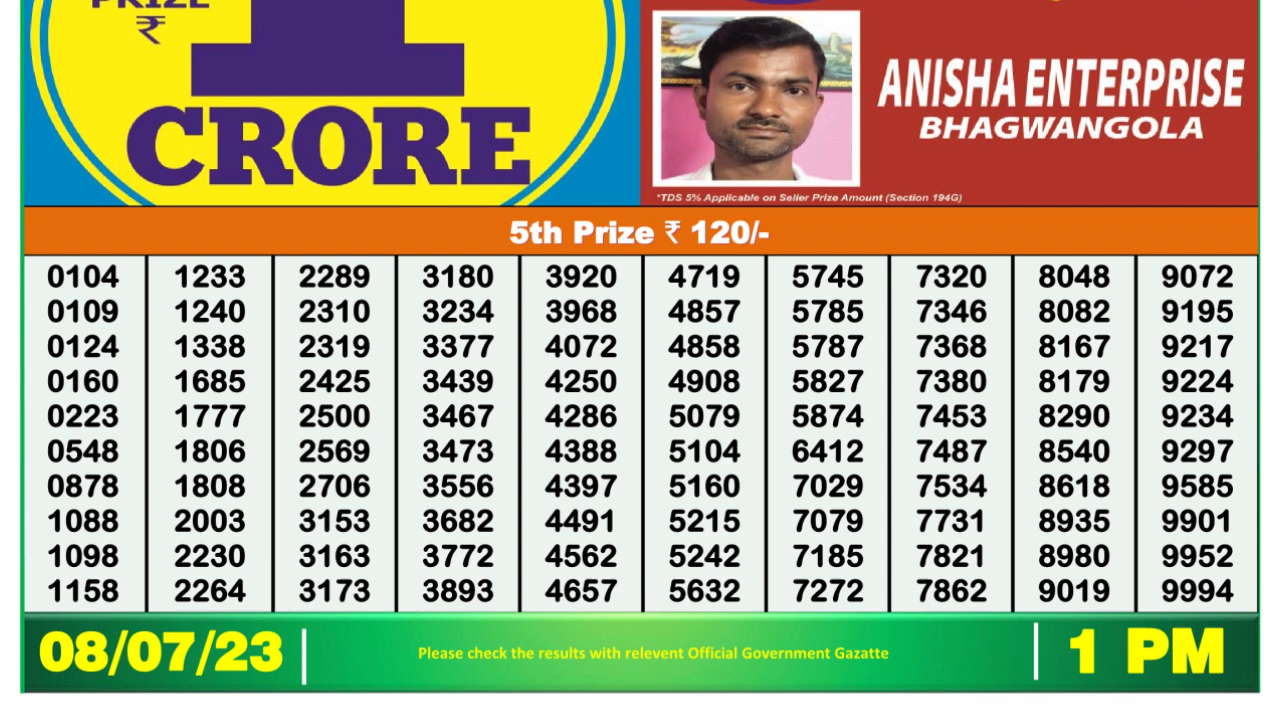 PRIZE
₹
1
CRORE
ANISHA ENTERPRISE
BHAGWANGOLA
*TDS 5% Applicable on Seller Prize Amount (Section 194G)
5th Prize ₹ 120/-
0104 1233 2289 3180 3920 4719 5745 7320 8048 9072
0109 1240 2310 3234 3968 4857 5785 7346 8082 9195
0124 1338 2319 3377 4072 4858 5787 7368 8167 9217
0160 1685 2425 3439 4250 4908 5827 7380 8179 9224
0223 1777 2500 3467 4286 5079 5874 7453 8290 9234
0548 1806 2569 3473 4388 5104 6412 7487 8540 9297
0878 1808 2706 3556 4397 5160 7029 7534 8618 9585
1088 2003 3153 3682 4491 5215 7079 7731 8935 9901
1098 2230 3163 3772 4562 5242 7185 7821 8980 9952
1158 2264 3173 3893 4657 5632 7272 7862 9019 9994
08/07/23
Please check the results with relevent Official Government Gazatte
1 PM